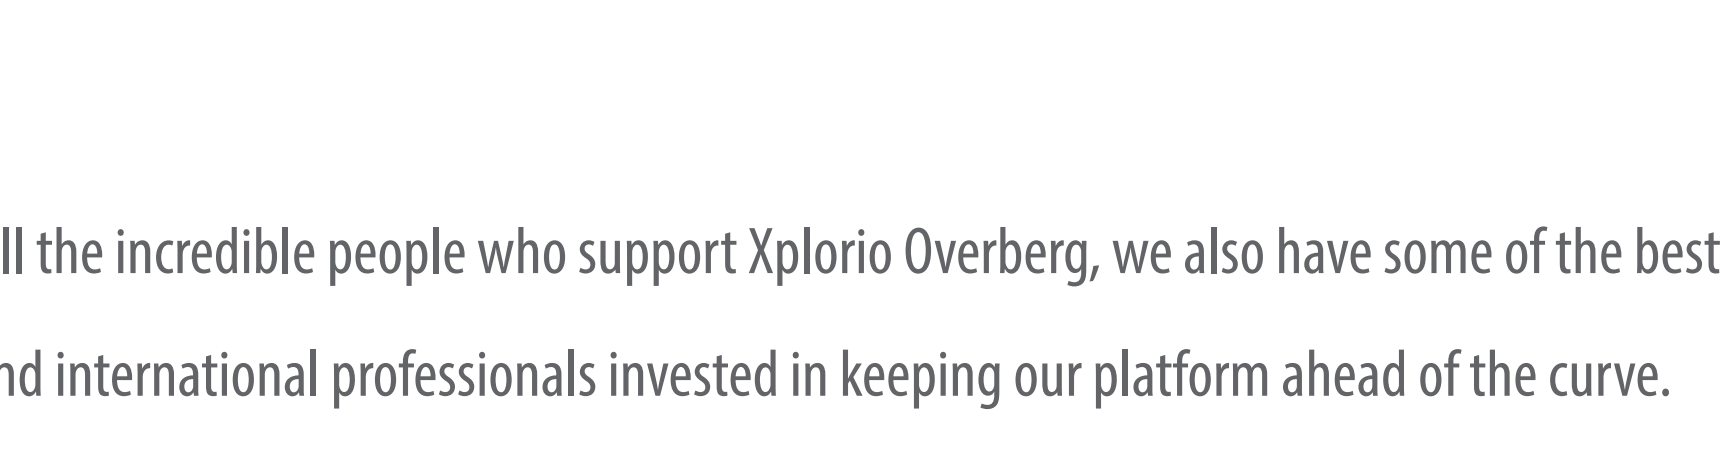 ll the incredible people who support Xplorio Overberg, we also have some of the best
nd international professionals invested in keeping our platform ahead of the curve.